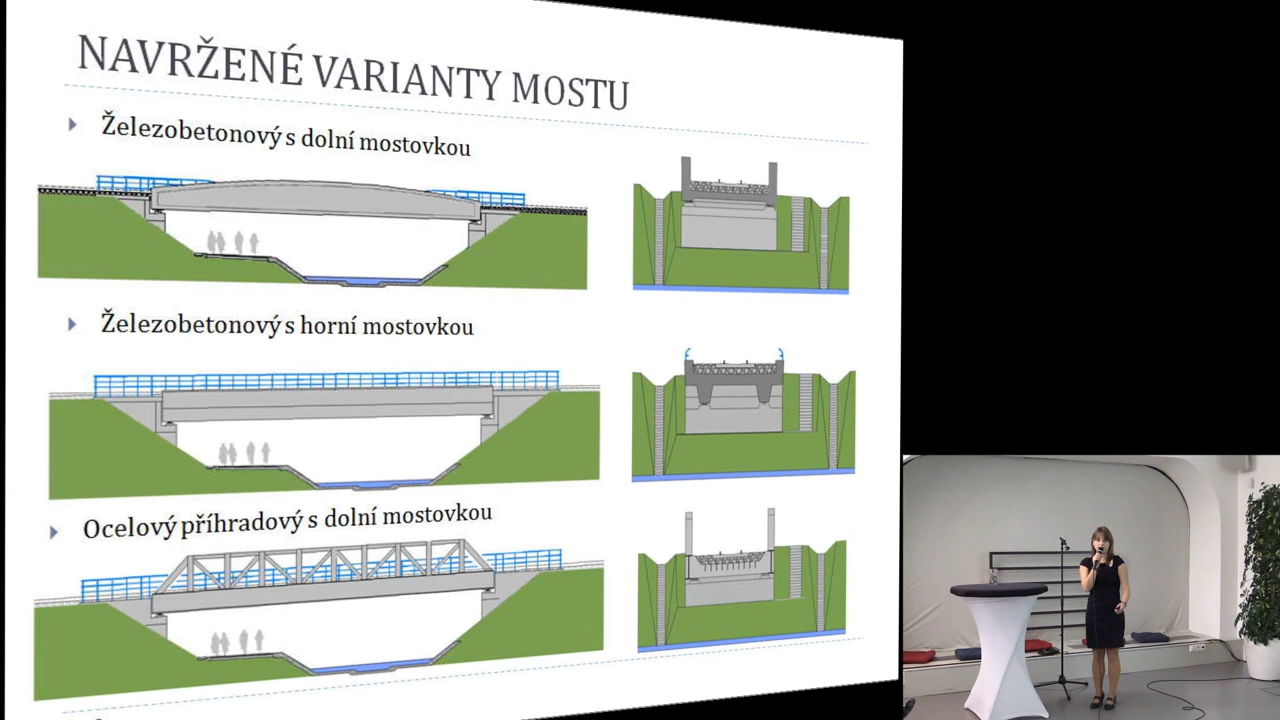 NAVRŽENÉ VARIANTY MOSTU
Železobetonový s dolní mostovkou
Železobetonový s horní mostovkou
Ocelový příhradový s dolní mostovkou